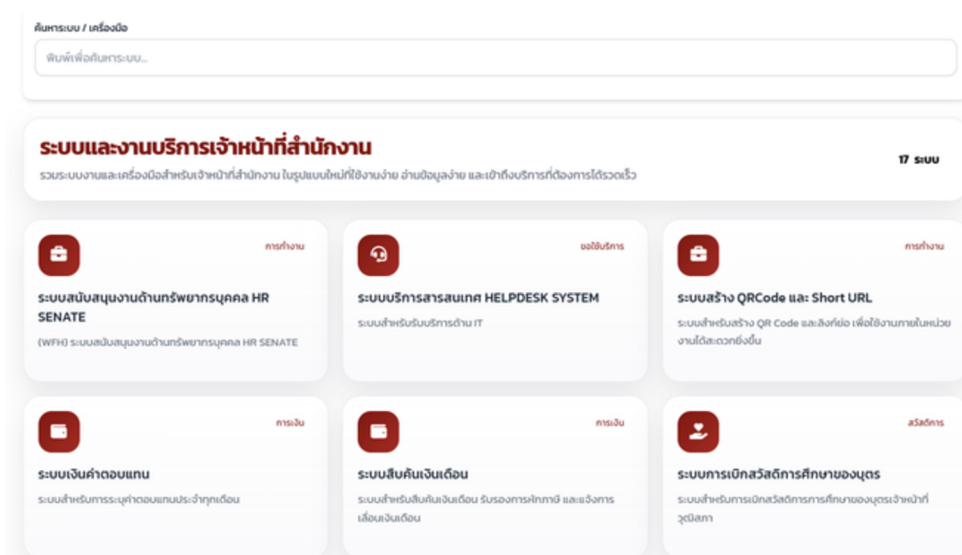 ค้นหาระบบ / เครื่องมือ
พิมพ์เพื่อค้นหาระบบ...
ระบบและงานบริการเจ้าหน้าที่สำนักงาน
รวมระบบงานและเครื่องมือสำหรับเจ้าหน้าที่สำนักงาน ในรูปแบบใหม่ที่ใช้งานง่าย อ่านข้อมูลง่าย และเข้าถึงบริการที่ต้องการได้รวดเร็ว
17 ระบบ
การทำงาน
ระบบสนับสนุนงานด้านทรัพยากรบุคคล HR
SENATE
(WFH) ระบบสนับสนุนงานด้านทรัพยากรบุคคล HR SENATE
ขอใช้บริการ
ระบบบริการสารสนเทศ HELPDESK SYSTEM
ระบบสำหรับรับบริการด้าน IT
การทำงาน
ระบบสร้าง QRCode และ Short URL
ระบบสำหรับสร้าง QR Code และลิงก์ย่อ เพื่อใช้งานภายในหน่วย
งานได้สะดวกยิ่งขึ้น
การเงิน
ระบบเงินค่าตอบแทน
ระบบสำหรับการระบุค่าตอบแทนประจำทุกเดือน
การเงิน
ระบบสืบค้นเงินเดือน
ระบบสำหรับสืบค้นเงินเดือน รับรองการหักภาษี และแจ้งการ
เลื่อนเงินเดือน
สวัสดิการ
ระบบการเบิกสวัสดิการศึกษาของบุตร
ระบบสำหรับการเบิกสวัสดิการการศึกษาของบุตรเจ้าหน้าที่
วุฒิสภา